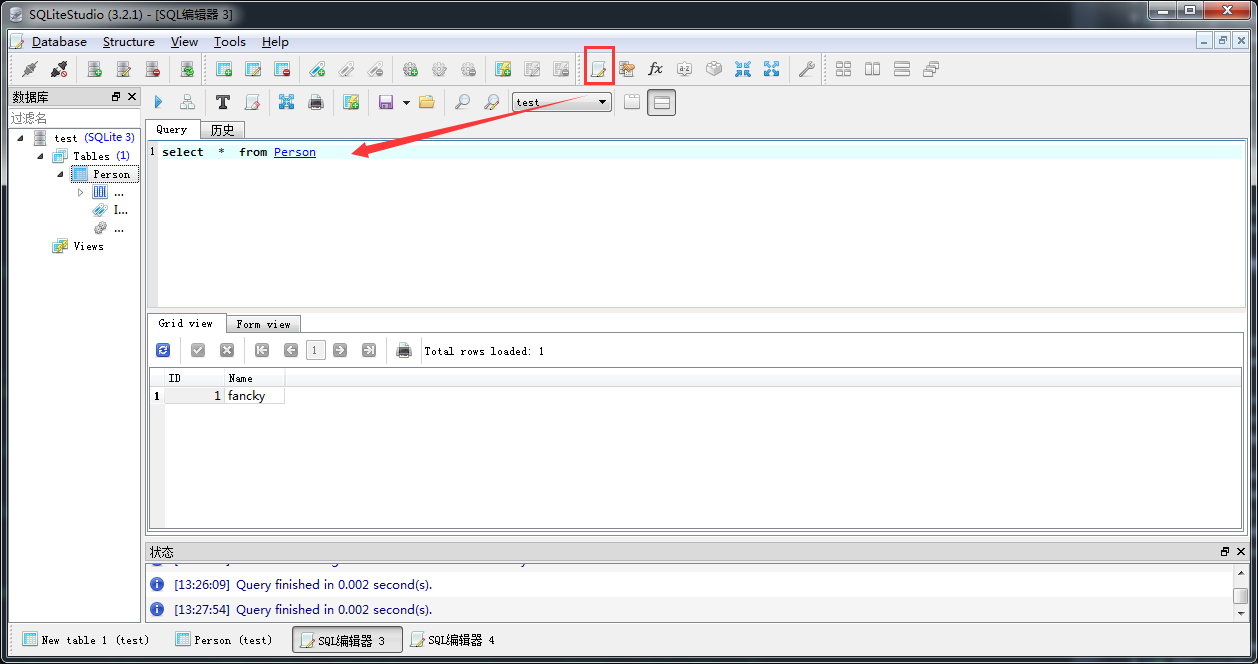 SQLiteStudio (3.2.1) - [SQL编辑器 3]
Database Structure View Tools Help
数据库
过滤名
test (SQLite 3)
Tables (1)
Person
...
I...
...
Views
test
Query 历史
1 select * from Person
Grid view Form view
1 Total rows loaded: 1
ID Name
1 1 fancky
状态
[13:26:09] Query finished in 0.002 second(s).
[13:27:54] Query finished in 0.002 second(s).
New table 1 (test) Person (test) SQL编辑器 3 SQL编辑器 4